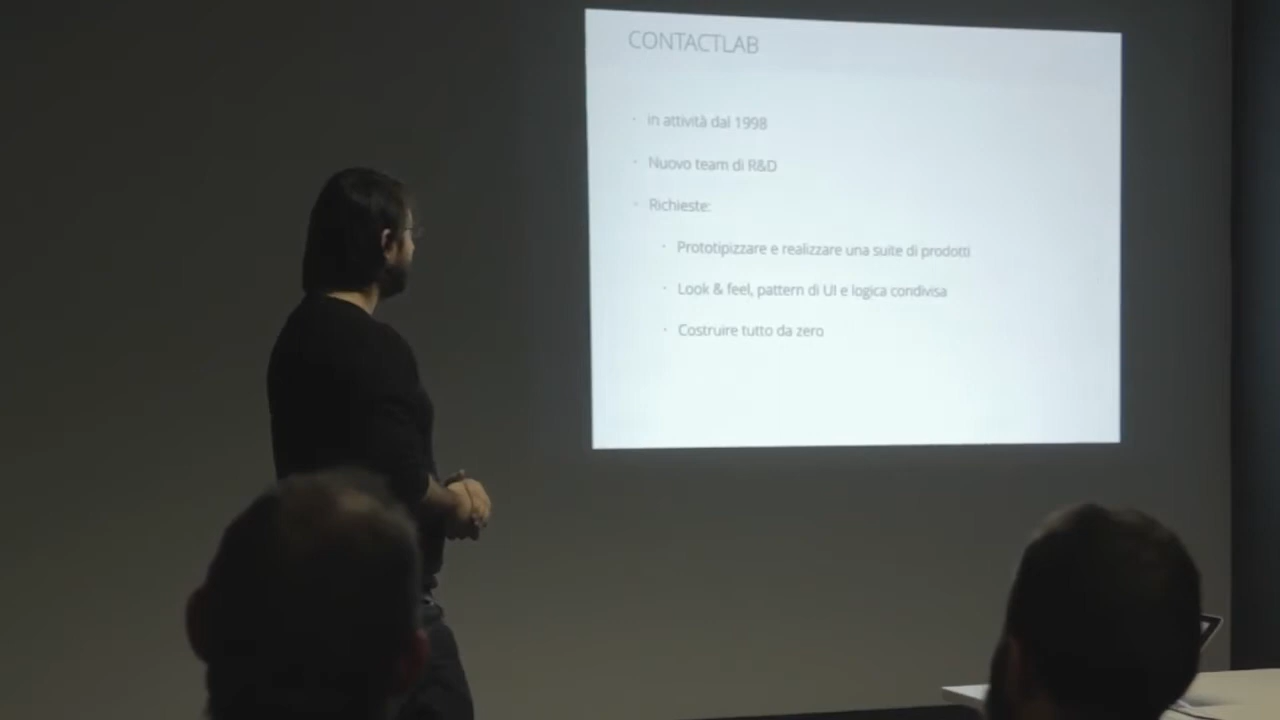 CONTACTLAB
· in attività dal 1998
· Nuovo team di R&D
· Richieste:
· Prototipizzare e realizzare una suite di prodotti
· Look & feel, pattern di UI e logica condivisa
· Costruire tutto da zero